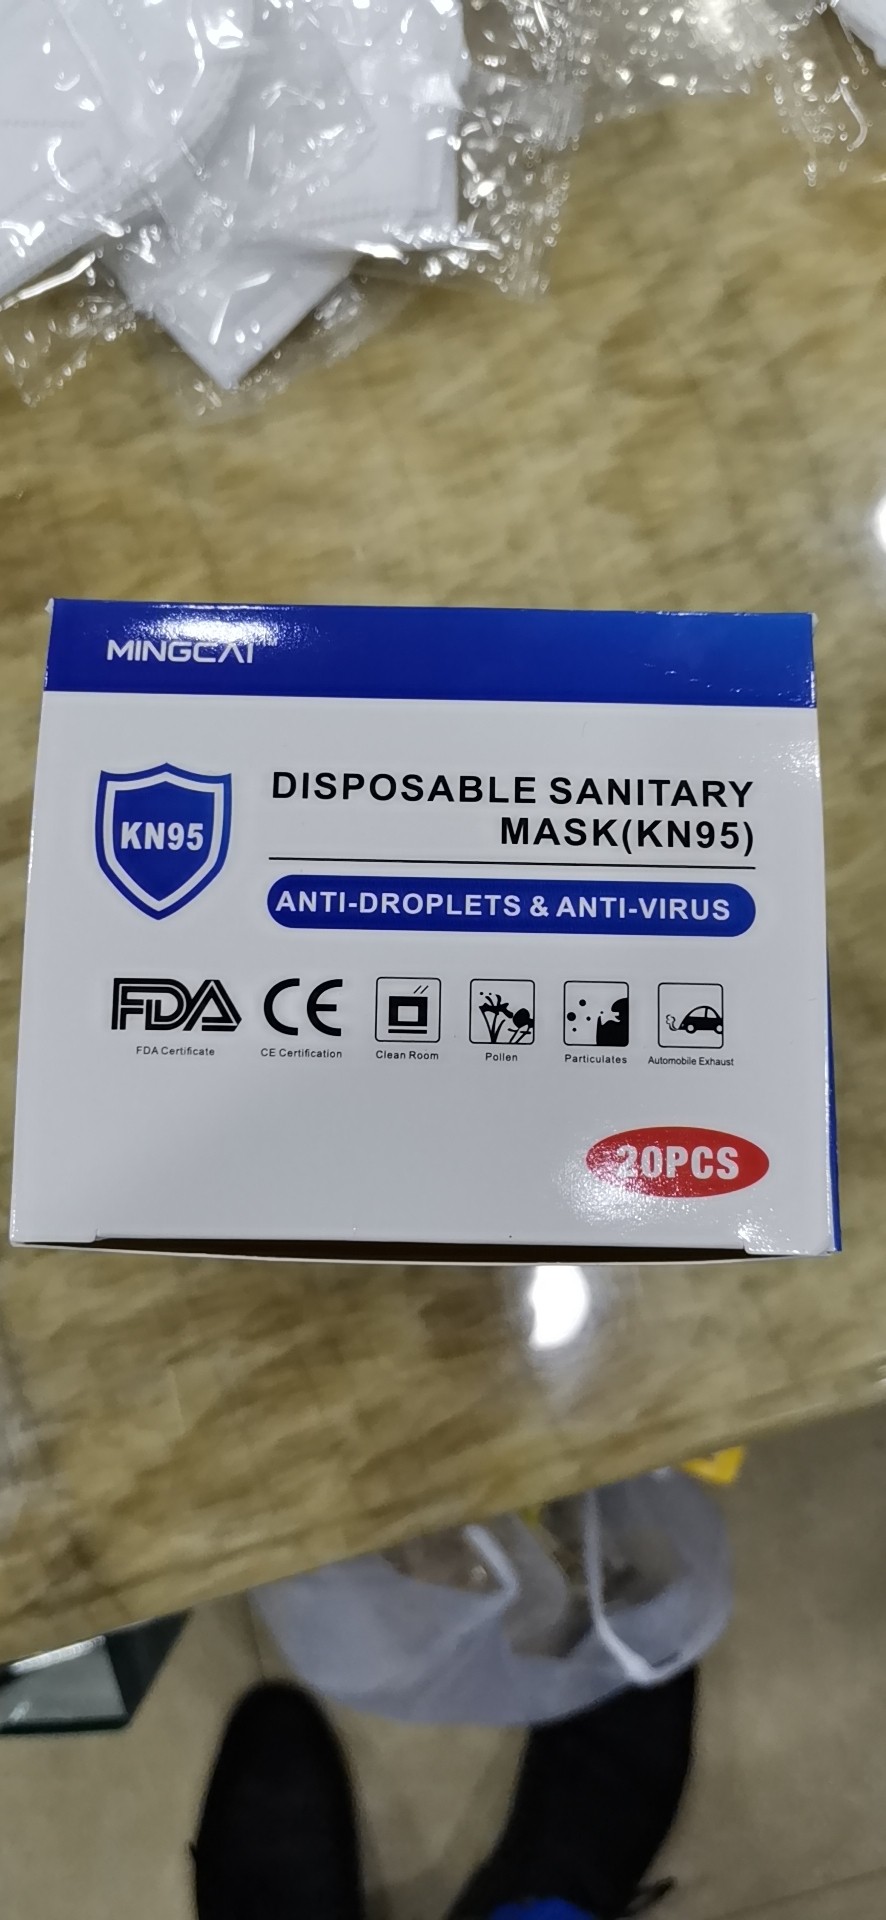 MINGCAI™
DISPOSABLE SANITARY
MASK(KN95)
KN95
ANTI-DROPLETS & ANTI-VIRUS
FDA
CE
FDA Certificate
CE Certification
Clean Room
Pollen
Particulates
Automobile Exhaust
20PCS